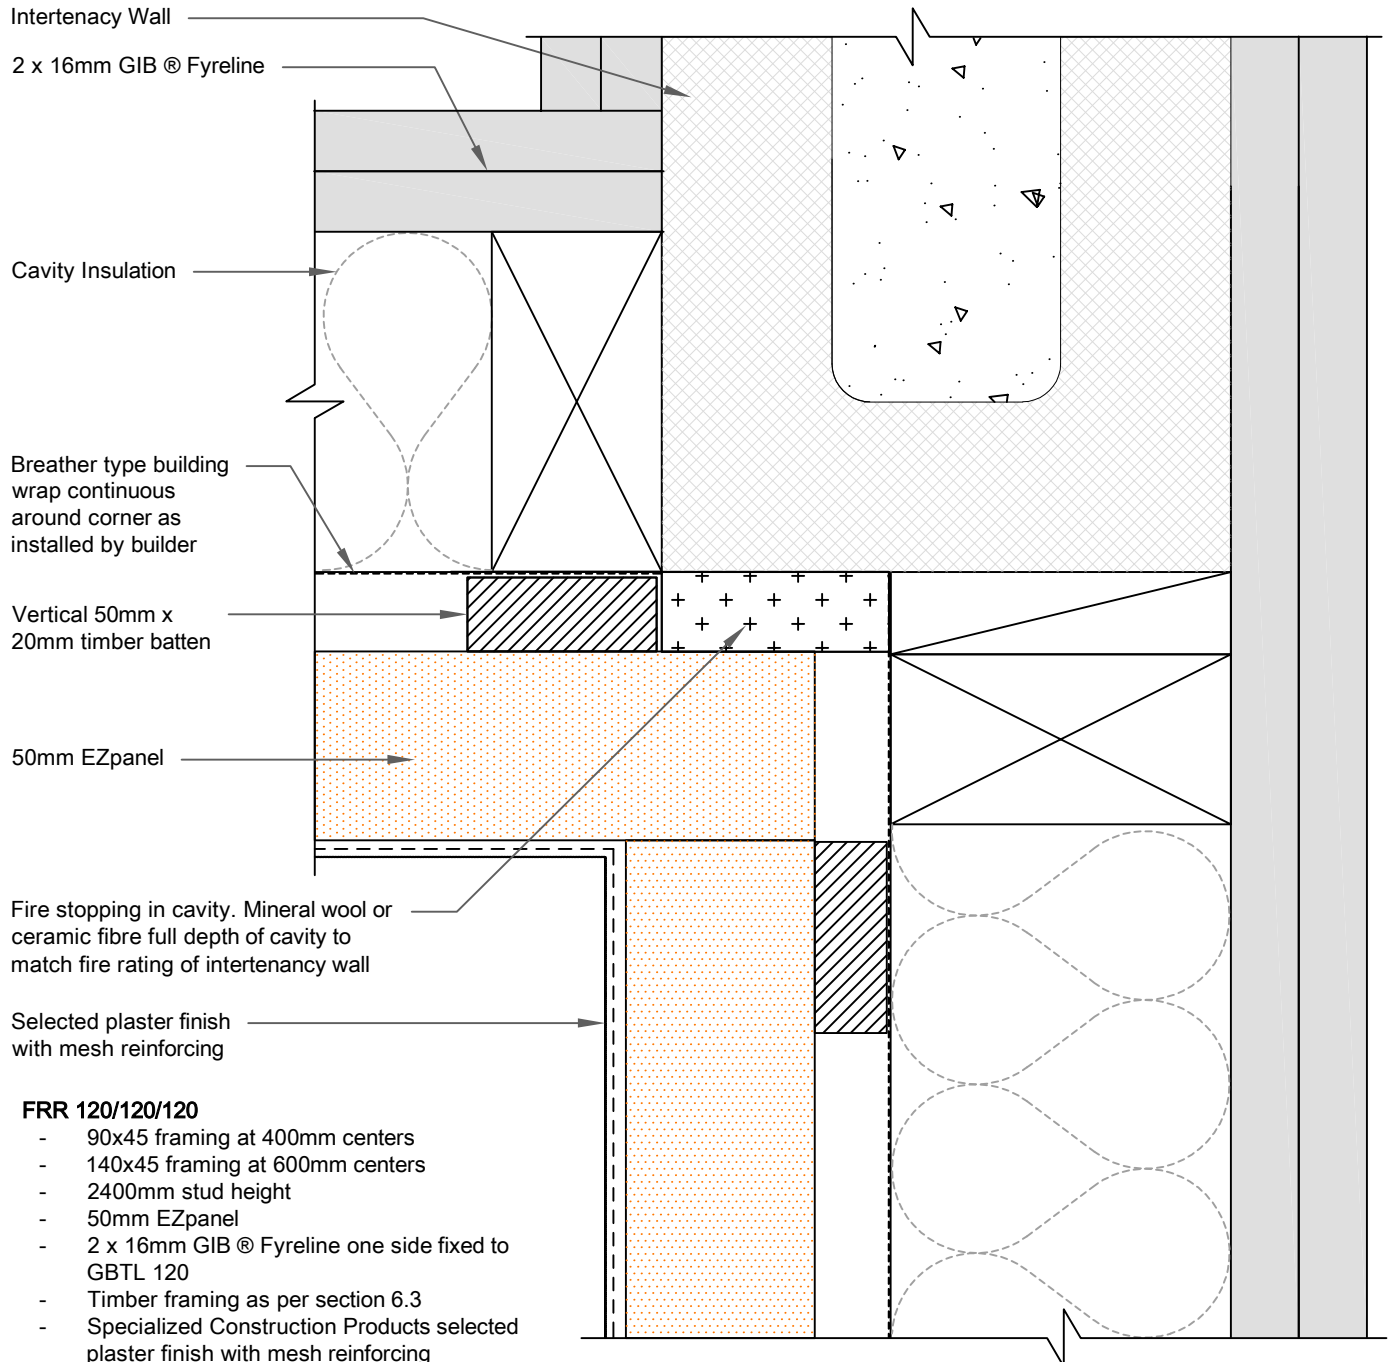 Intertenacy Wall
2 x 16mm GIB ® Fyreline
Cavity Insulation
Breather type building
wrap continuous
around corner as
installed by builder
Vertical 50mm x
20mm timber batten
50mm EZpanel
Fire stopping in cavity. Mineral wool or
ceramic fibre full depth of cavity to
match fire rating of intertenancy wall
Selected plaster finish
with mesh reinforcing
FRR 120/120/120
- 90x45 framing at 400mm centers
- 140x45 framing at 600mm centers
- 2400mm stud height
- 50mm EZpanel
- 2 x 16mm GIB ® Fyreline one side fixed to
GBTL 120
- Timber framing as per section 6.3
- Specialized Construction Products selected
plaster finish with mesh reinforcing